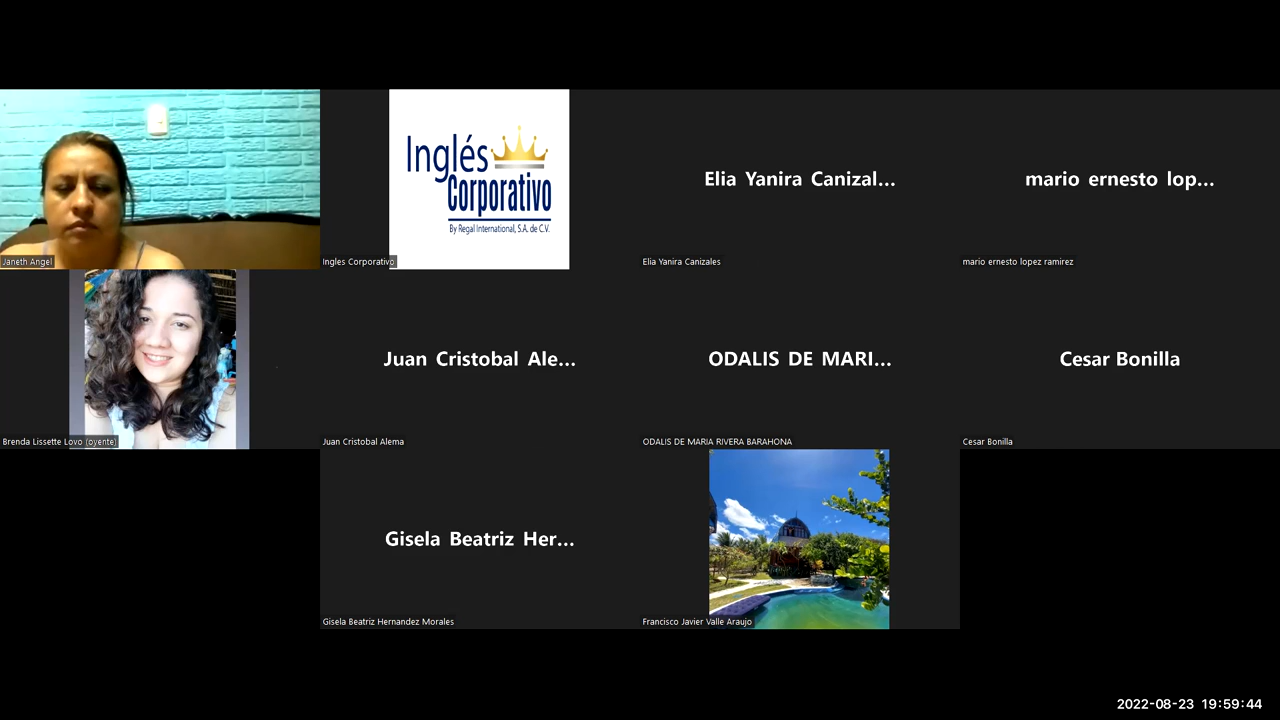 Inglés
Corporativo
By Regal International, S.A. de C.V.
Elia Yanira Canizal...
mario ernesto lop...
Janeth Angel
Ingles Corporativo
Elia Yanira Canizales
mario ernesto lopez ramirez
Juan Cristobal Ale...
ODALIS DE MARI...
Cesar Bonilla
Brenda Lissette Lovo (oyente)
Juan Cristobal Alema
ODALIS DE MARIA RIVERA BARAHONA
Cesar Bonilla
Gisela Beatriz Her...
Gisela Beatriz Hernandez Morales
Francisco Javier Valle Araujo
2022-08-23 19:59:44